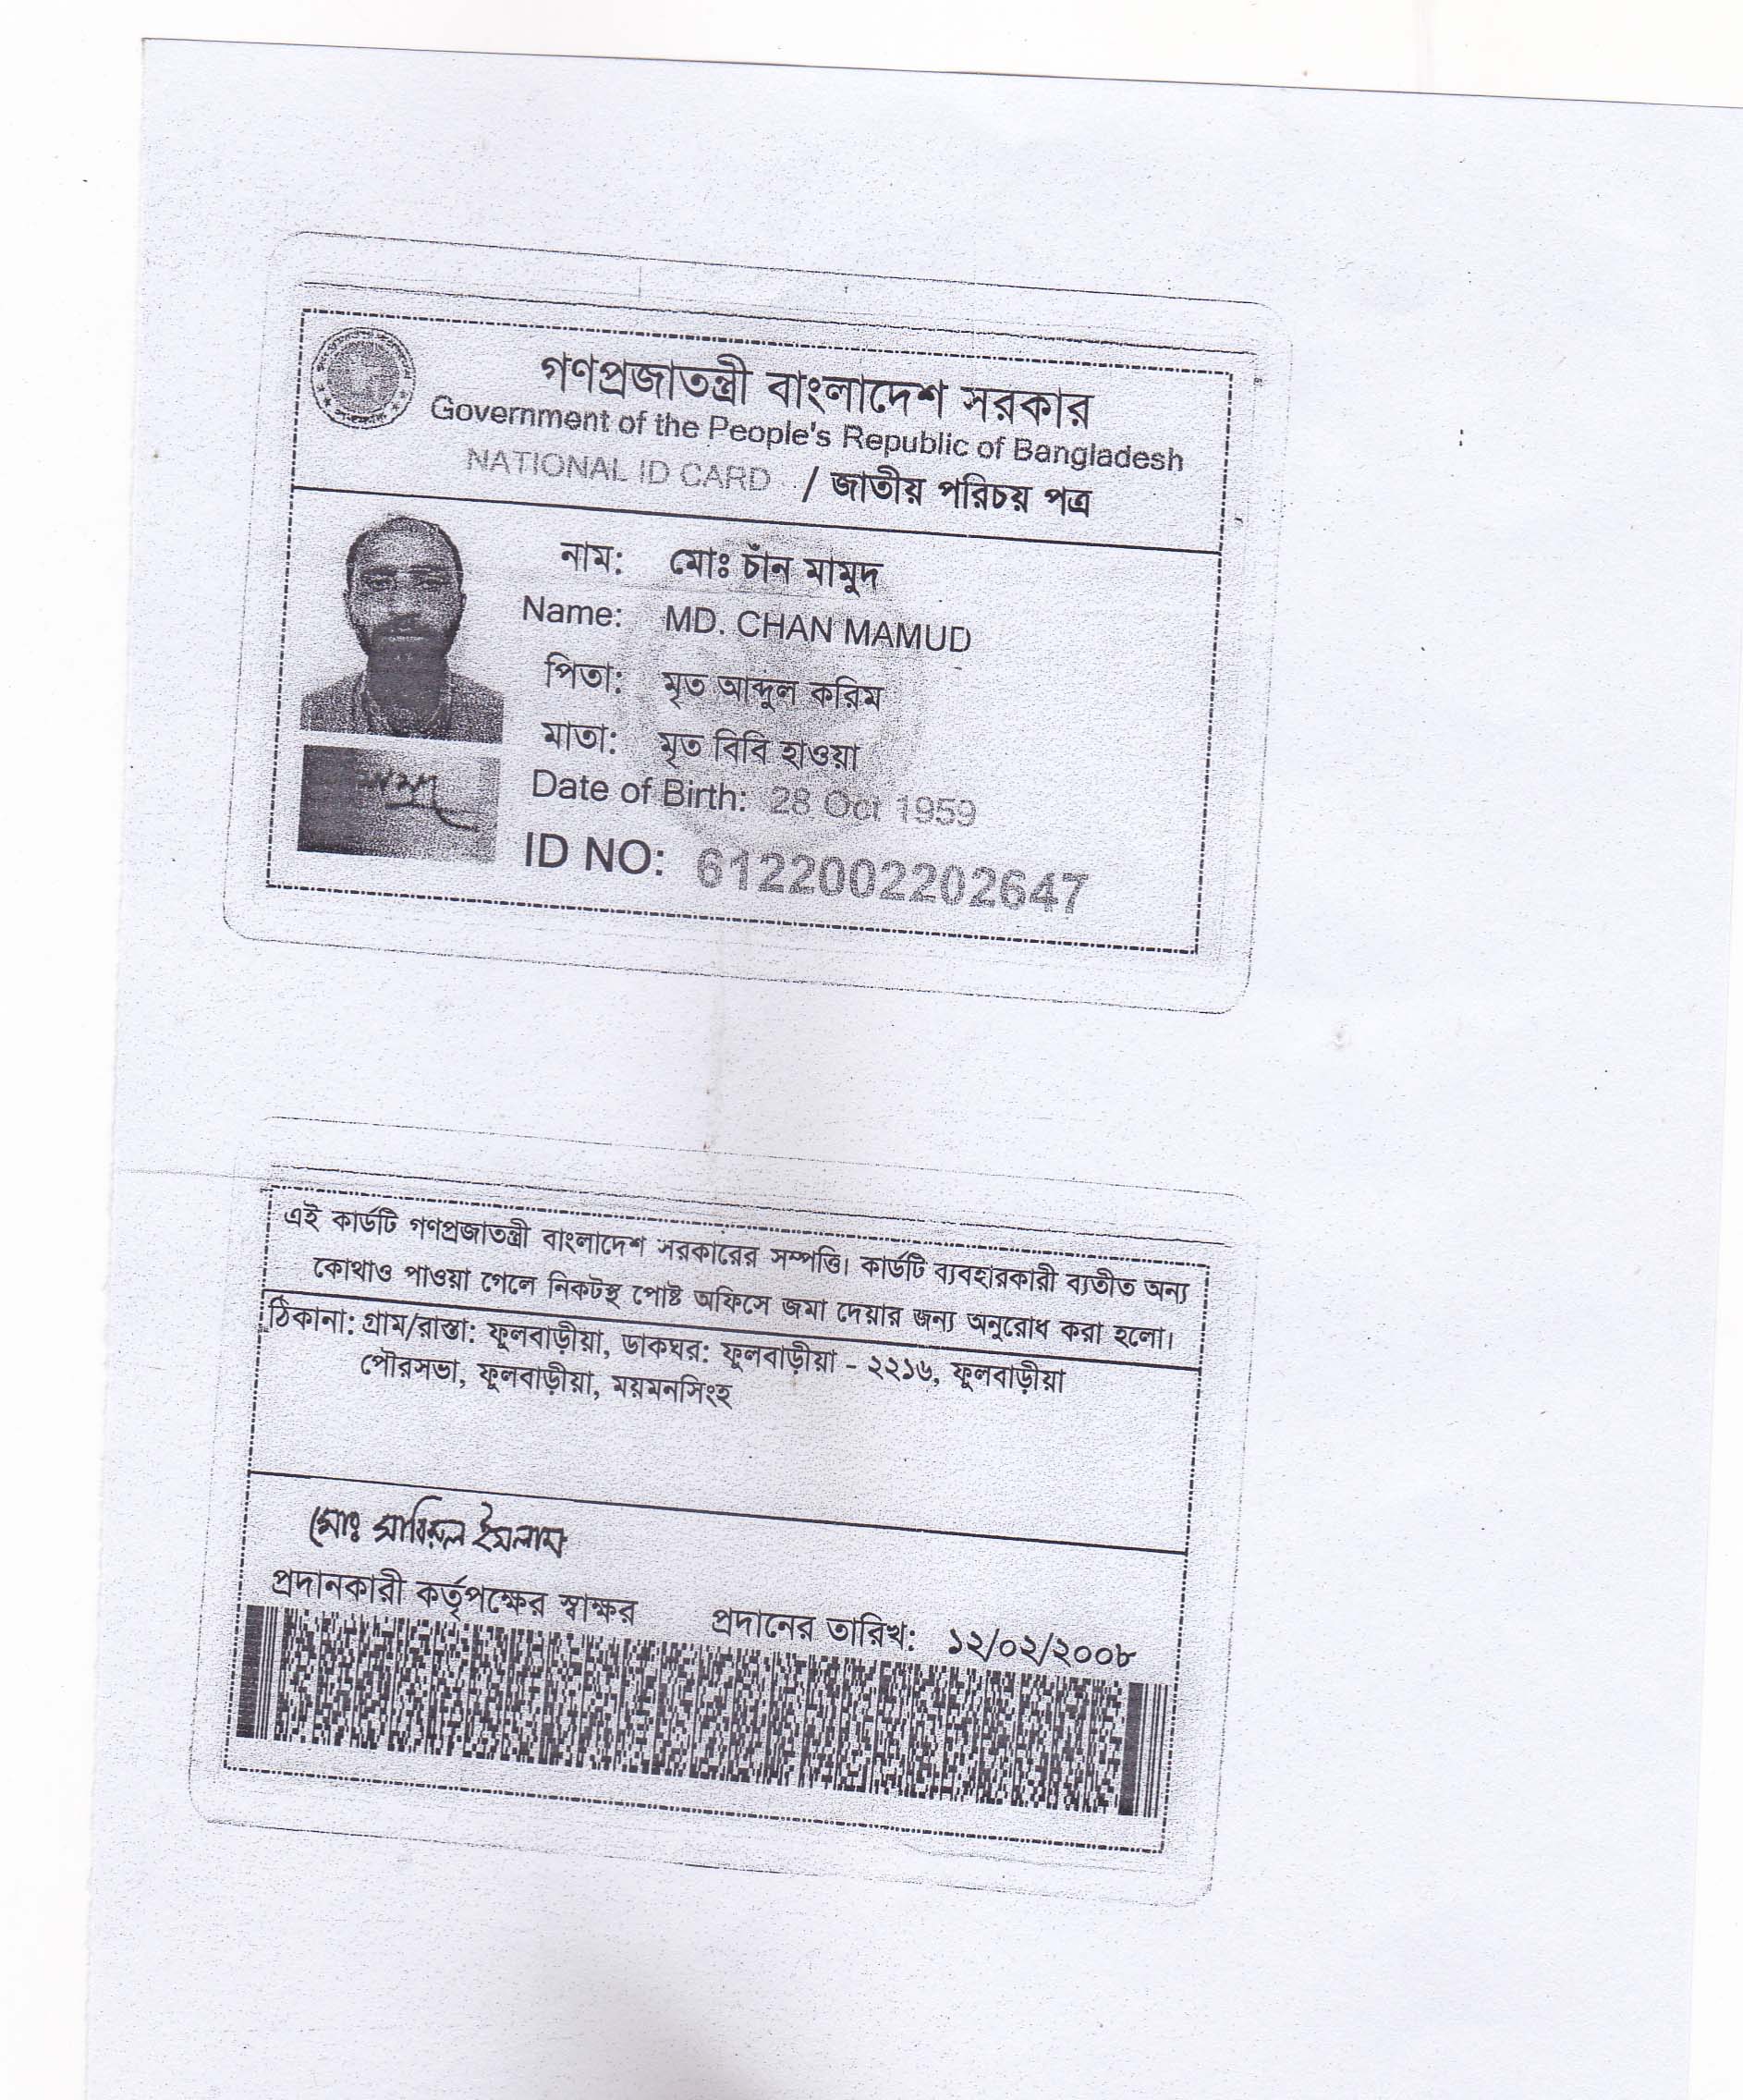 গণপ্রজাতন্ত্রী বাংলাদেশ সরকার
Government of the People's Republic of Bangladesh
NATIONAL ID CARD / জাতীয় পরিচয় পত্র
নাম: মোঃ চাঁন মামুদ
Name: MD. CHAN MAMUD
পিতা: মৃত আব্দুল করিম
মাতা: মৃত বিবি হাওয়া
Date of Birth: 28 Oct 1959
ID NO: 6122002202647
এই কার্ডটি গণপ্রজাতন্ত্রী বাংলাদেশ সরকারের সম্পত্তি। কার্ডটি ব্যবহারকারী ব্যতীত অন্য
কোথাও পাওয়া গেলে নিকটস্থ পোষ্ট অফিসে জমা দেয়ার জন্য অনুরোধ করা হলো।
ঠিকানা: গ্রাম/রাস্তা: ফুলবাড়ীয়া, ডাকঘর: ফুলবাড়ীয়া - ২২১৬, ফুলবাড়ীয়া
পৌরসভা, ফুলবাড়ীয়া, ময়মনসিংহ
মোঃ সাবিরুল ইসলাম
প্রদানকারী কর্তৃপক্ষের স্বাক্ষর প্রদানের তারিখ: ১২/০২/২০০৮